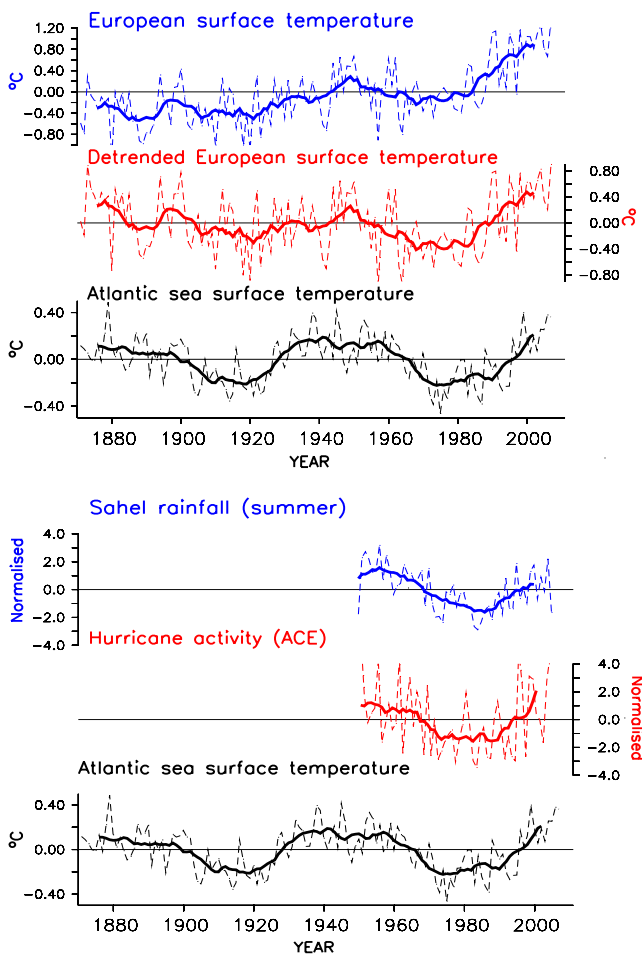 European surface temperature
1.20
0.80
0.40
0.00
−0.40
−0.80
°C
Detrended European surface temperature
0.80
0.40
0.00
−0.40
−0.80
°C
Atlantic sea surface temperature
0.40
0.00
−0.40
°C
1880 1900 1920 1940 1960 1980 2000
YEAR
Sahel rainfall (summer)
4.0
2.0
0.0
−2.0
−4.0
Normalised
Hurricane activity (ACE)
4.0
2.0
0.0
−2.0
−4.0
Normalised
Atlantic sea surface temperature
0.40
0.00
−0.40
°C
1880 1900 1920 1940 1960 1980 2000
YEAR